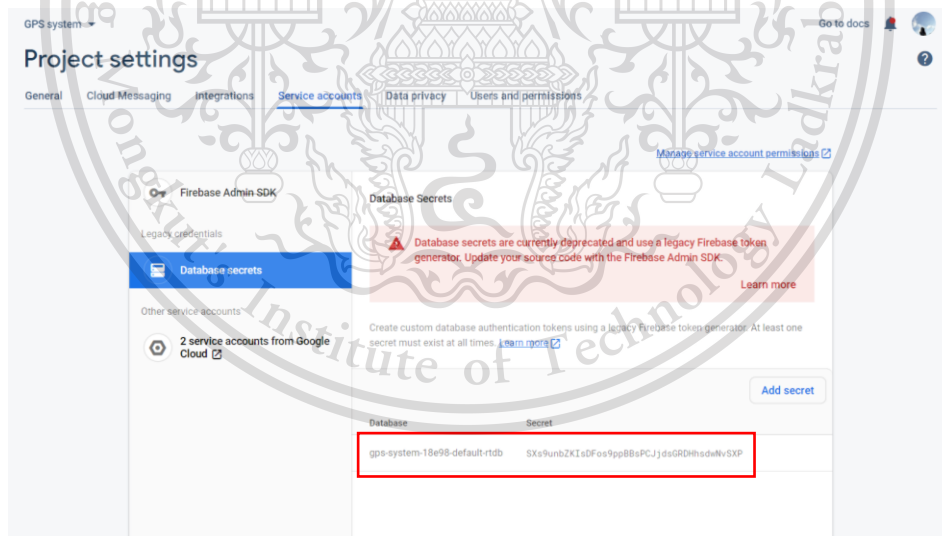 GPS system
Go to docs
Project settings
General Cloud Messaging Integrations Service accounts Data privacy Users and permissions
Manage service account permissions
Firebase Admin SDK
Legacy credentials
Database secrets
Other service accounts
2 service accounts from Google
Cloud
Database Secrets
Database secrets are currently deprecated and use a legacy Firebase token
generator. Update your source code with the Firebase Admin SDK.
Learn more
Create custom database authentication tokens using a legacy Firebase token generator. At least one
secret must exist at all times. Learn more
Add secret
Database Secret
gps-system-18e98-default-rtdb SXs9unbZKIsDFos9ppBBsPCJjdsGRDHhsdwNvSXP
ongkut's Institute of Technology Ladkra